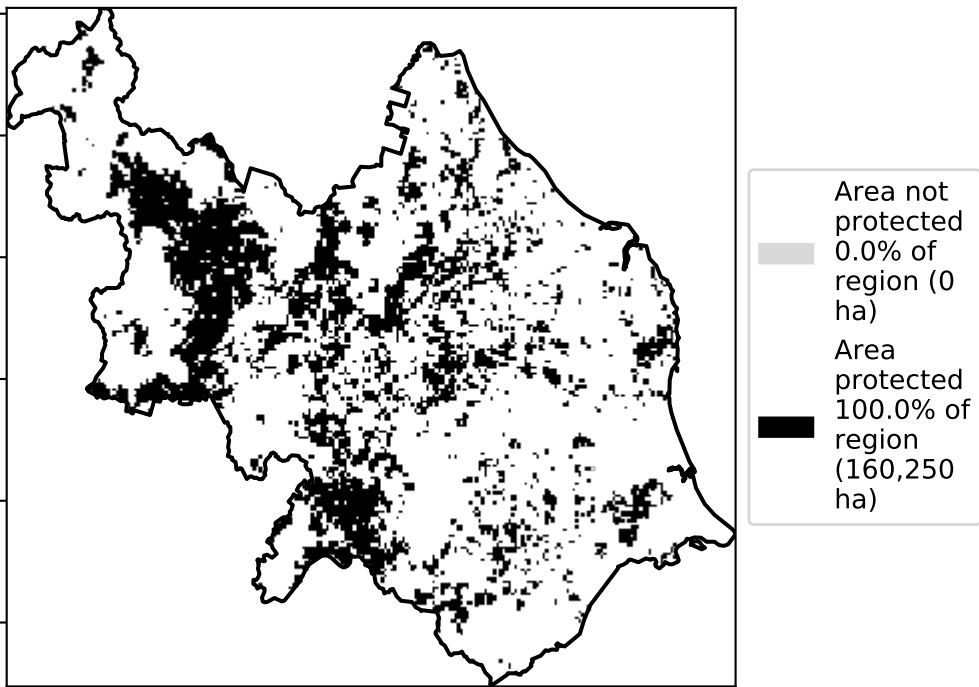 Area not
protected
0.0% of
region (0
ha)
Area
protected
100.0% of
region
(160,250
ha)